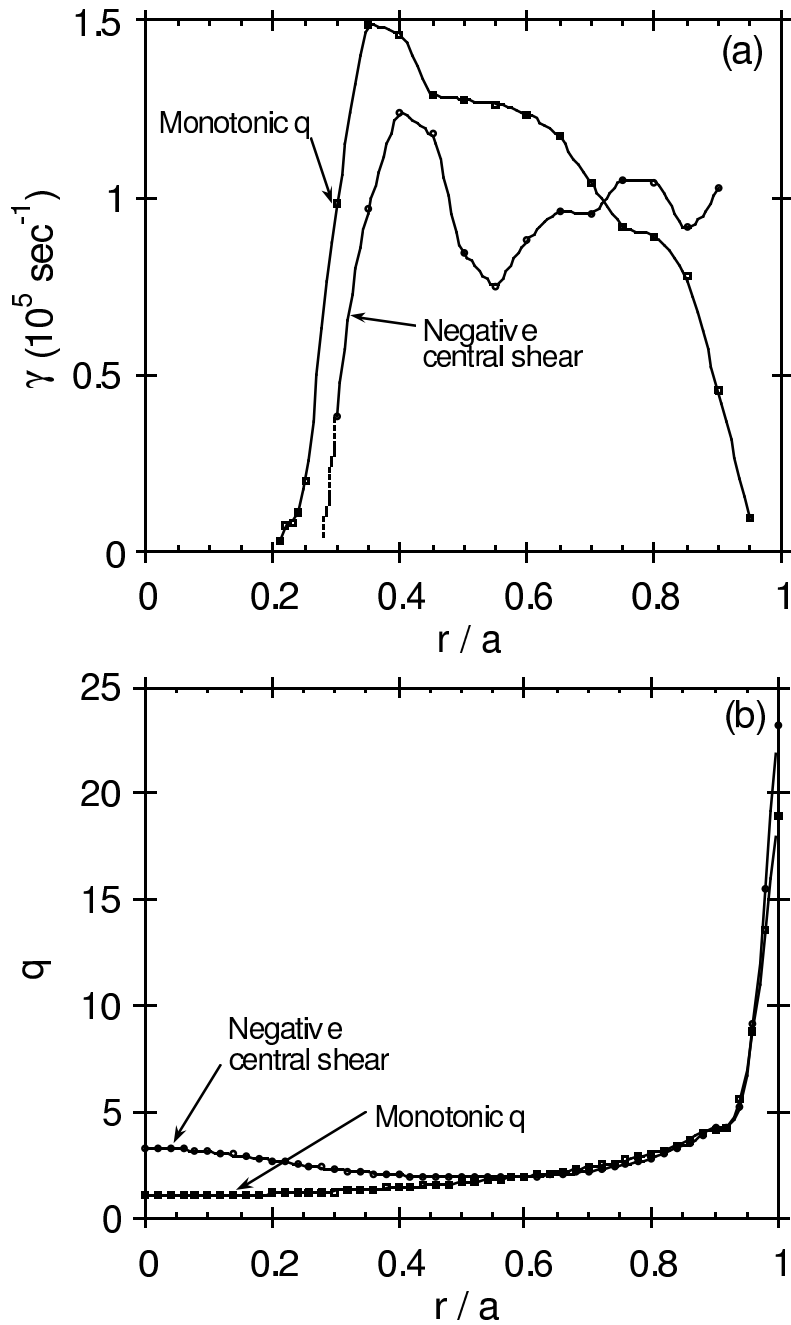 1.5
(a)
Monotonic q
1
γ (10⁵ sec⁻¹)
Negative
central shear
0.5
0
0 0.2 0.4 0.6 0.8 1
r / a
25
(b)
20
15
q
10
Negative
central shear
5
Monotonic q
0
0 0.2 0.4 0.6 0.8 1
r / a